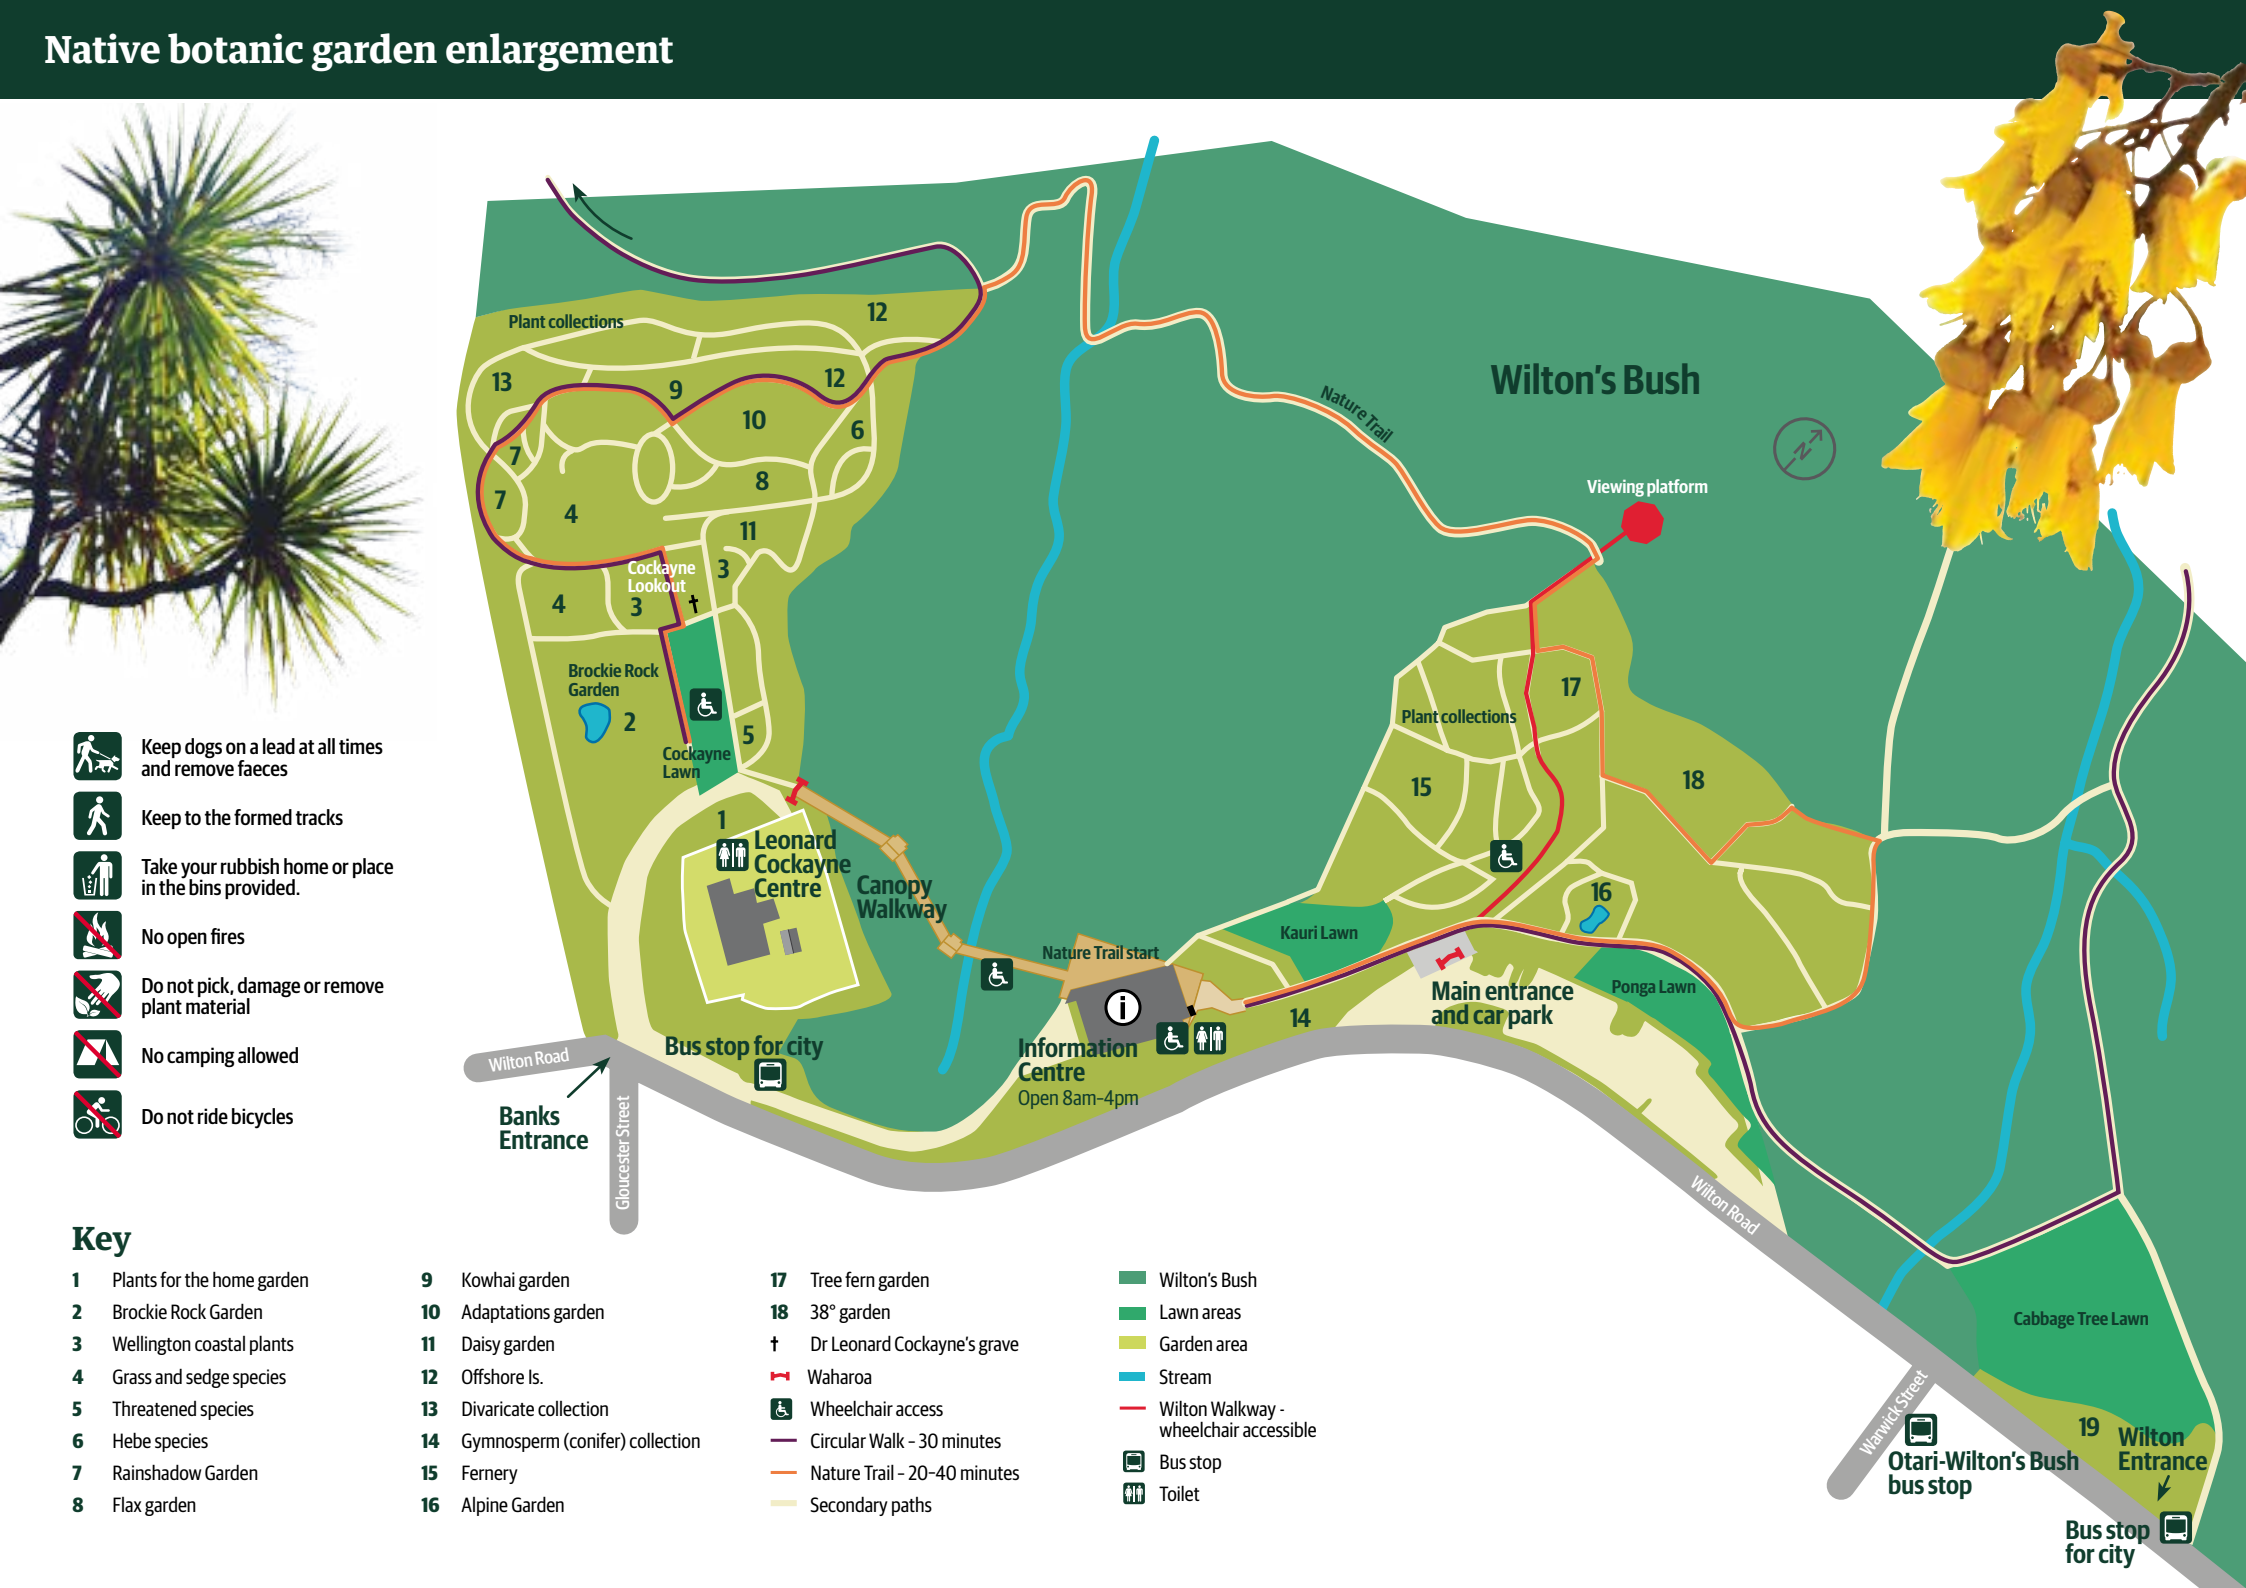 Native botanic garden enlargement
Plant collections
12
13
9
12
10
6
7
8
7
4
11
Cockayne
Lookout
3
4
3
Brockie Rock
Garden
2
5
Cockayne
Lawn
1
Leonard
Cockayne
Centre
Canopy
Walkway
Nature Trail
Wilton's Bush
N
Viewing platform
17
Plant collections
15
18
16
Kauri Lawn
Nature Trail start
i
14
Main entrance
and car park
Ponga Lawn
Information
Centre
Open 8am–4pm
Bus stop for city
Wilton Road
Banks
Entrance
Gloucester Street
Wilton Road
Cabbage Tree Lawn
Warwick Street
19
Wilton
Entrance
Otari-Wilton's Bush
bus stop
Bus stop
for city
Keep dogs on a lead at all times
and remove faeces
Keep to the formed tracks
Take your rubbish home or place
in the bins provided.
No open fires
Do not pick, damage or remove
plant material
No camping allowed
Do not ride bicycles
Key
1 Plants for the home garden
2 Brockie Rock Garden
3 Wellington coastal plants
4 Grass and sedge species
5 Threatened species
6 Hebe species
7 Rainshadow Garden
8 Flax garden
9 Kowhai garden
10 Adaptations garden
11 Daisy garden
12 Offshore Is.
13 Divaricate collection
14 Gymnosperm (conifer) collection
15 Fernery
16 Alpine Garden
17 Tree fern garden
18 38° garden
✝ Dr Leonard Cockayne's grave
Waharoa
Wheelchair access
Circular Walk – 30 minutes
Nature Trail – 20–40 minutes
Secondary paths
Wilton's Bush
Lawn areas
Garden area
Stream
Wilton Walkway -
wheelchair accessible
Bus stop
Toilet